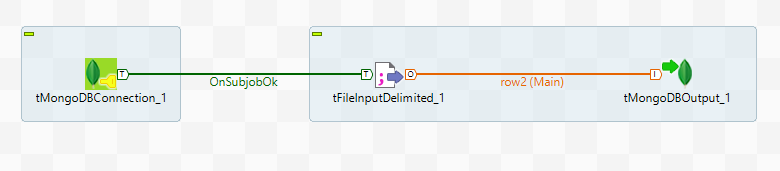 T
OnSubjobOk
T
O
row2 (Main)
I
tMongoDBConnection_1
tFileInputDelimited_1
tMongoDBOutput_1